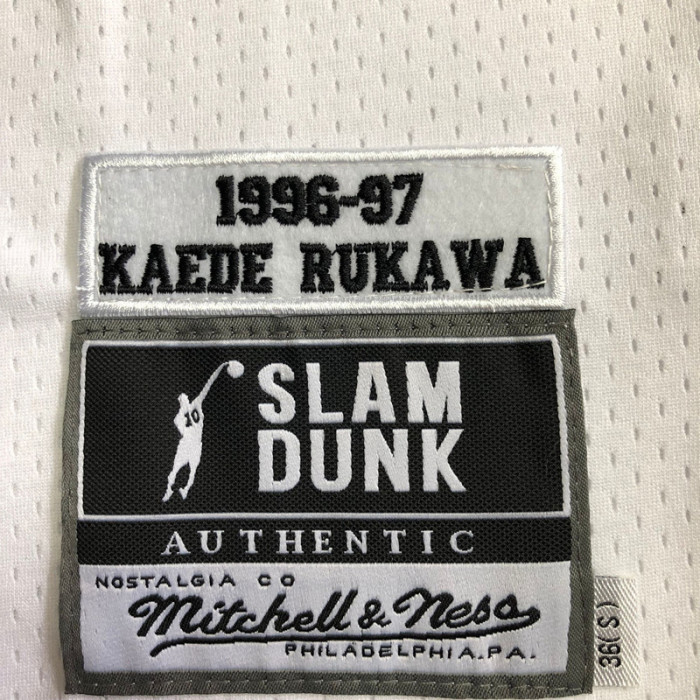 1996-97
KAEDE RUKAWA
10
SLAM
DUNK
AUTHENTIC
NOSTALGIA CO
Mitchell & Ness
PHILADELPHIA.PA.
36(S)